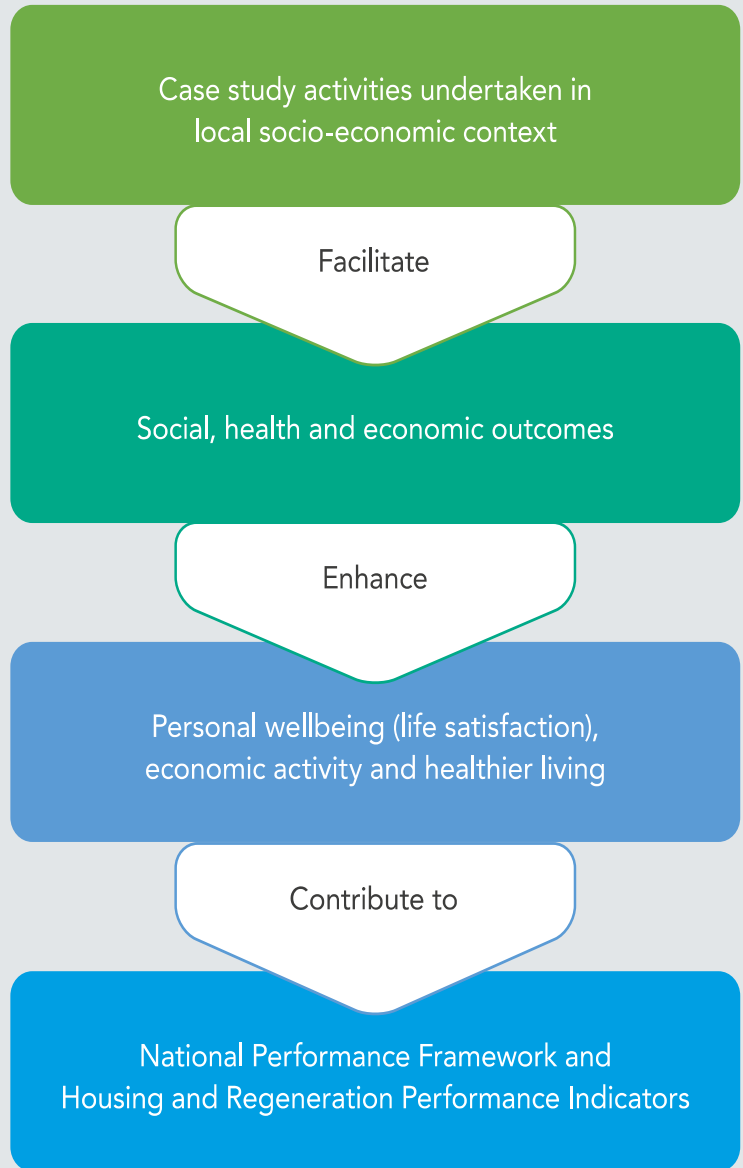 Case study activities undertaken in
local socio-economic context
Facilitate
Social, health and economic outcomes
Enhance
Personal wellbeing (life satisfaction),
economic activity and healthier living
Contribute to
National Performance Framework and
Housing and Regeneration Performance Indicators